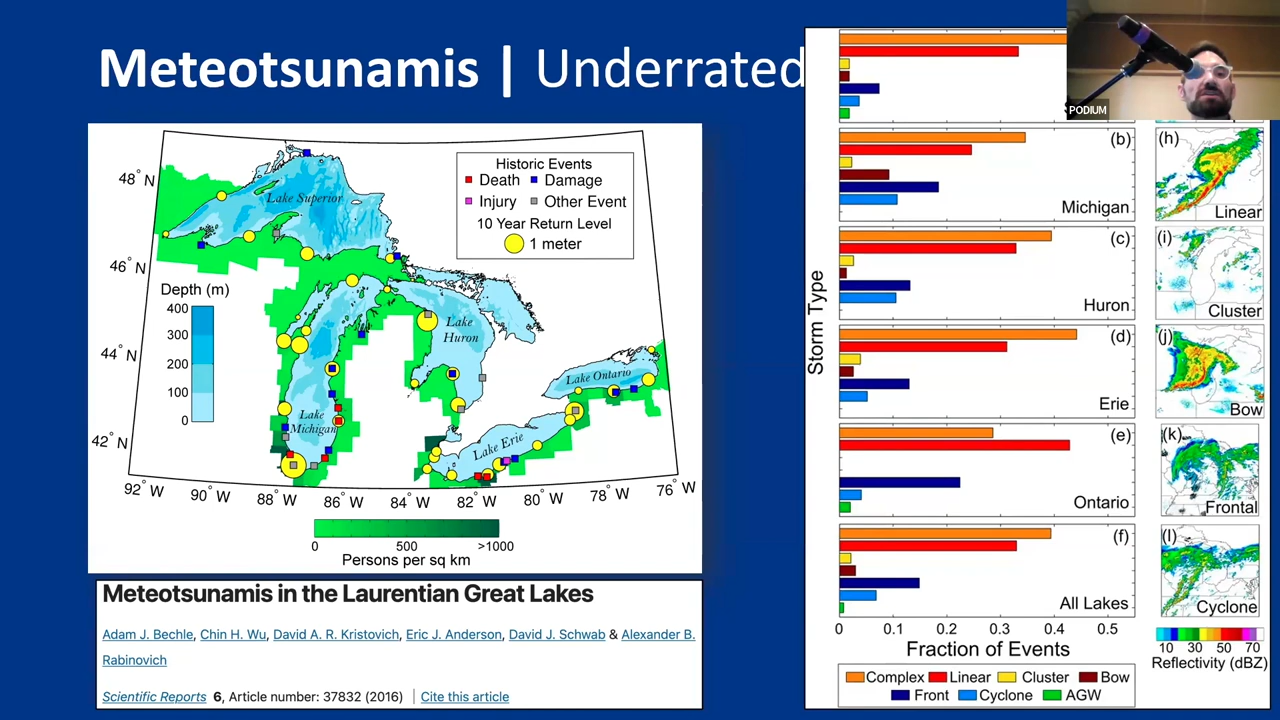 Meteotsunamis | Underrated
PODIUM
Historic Events
Death
Damage
Injury
Other Event
10 Year Return Level
1 meter
48° N
46° N
44° N
42° N
Depth (m)
400
300
200
100
0
Lake Superior
Lake
Huron
Lake Ontario
Lake
Michigan
Lake Erie
92° W
90° W
88° W
86° W
84° W
82° W
80° W
78° W
76° W
0
500
>1000
Persons per sq km
Meteotsunamis in the Laurentian Great Lakes
Adam J. Bechle, Chin H. Wu, David A. R. Kristovich, Eric J. Anderson, David J. Schwab & Alexander B.
Rabinovich
Scientific Reports 6, Article number: 37832 (2016) | Cite this article
Storm Type
(b)
Michigan
(c)
Huron
(d)
Erie
(e)
Ontario
(f)
All Lakes
0 0.1 0.2 0.3 0.4 0.5
Fraction of Events
Complex Linear Cluster Bow
Front Cyclone AGW
(h)
Linear
(i)
Cluster
(j)
Bow
(k)
Frontal
(l)
Cyclone
10 30 50 70
Reflectivity (dBZ)